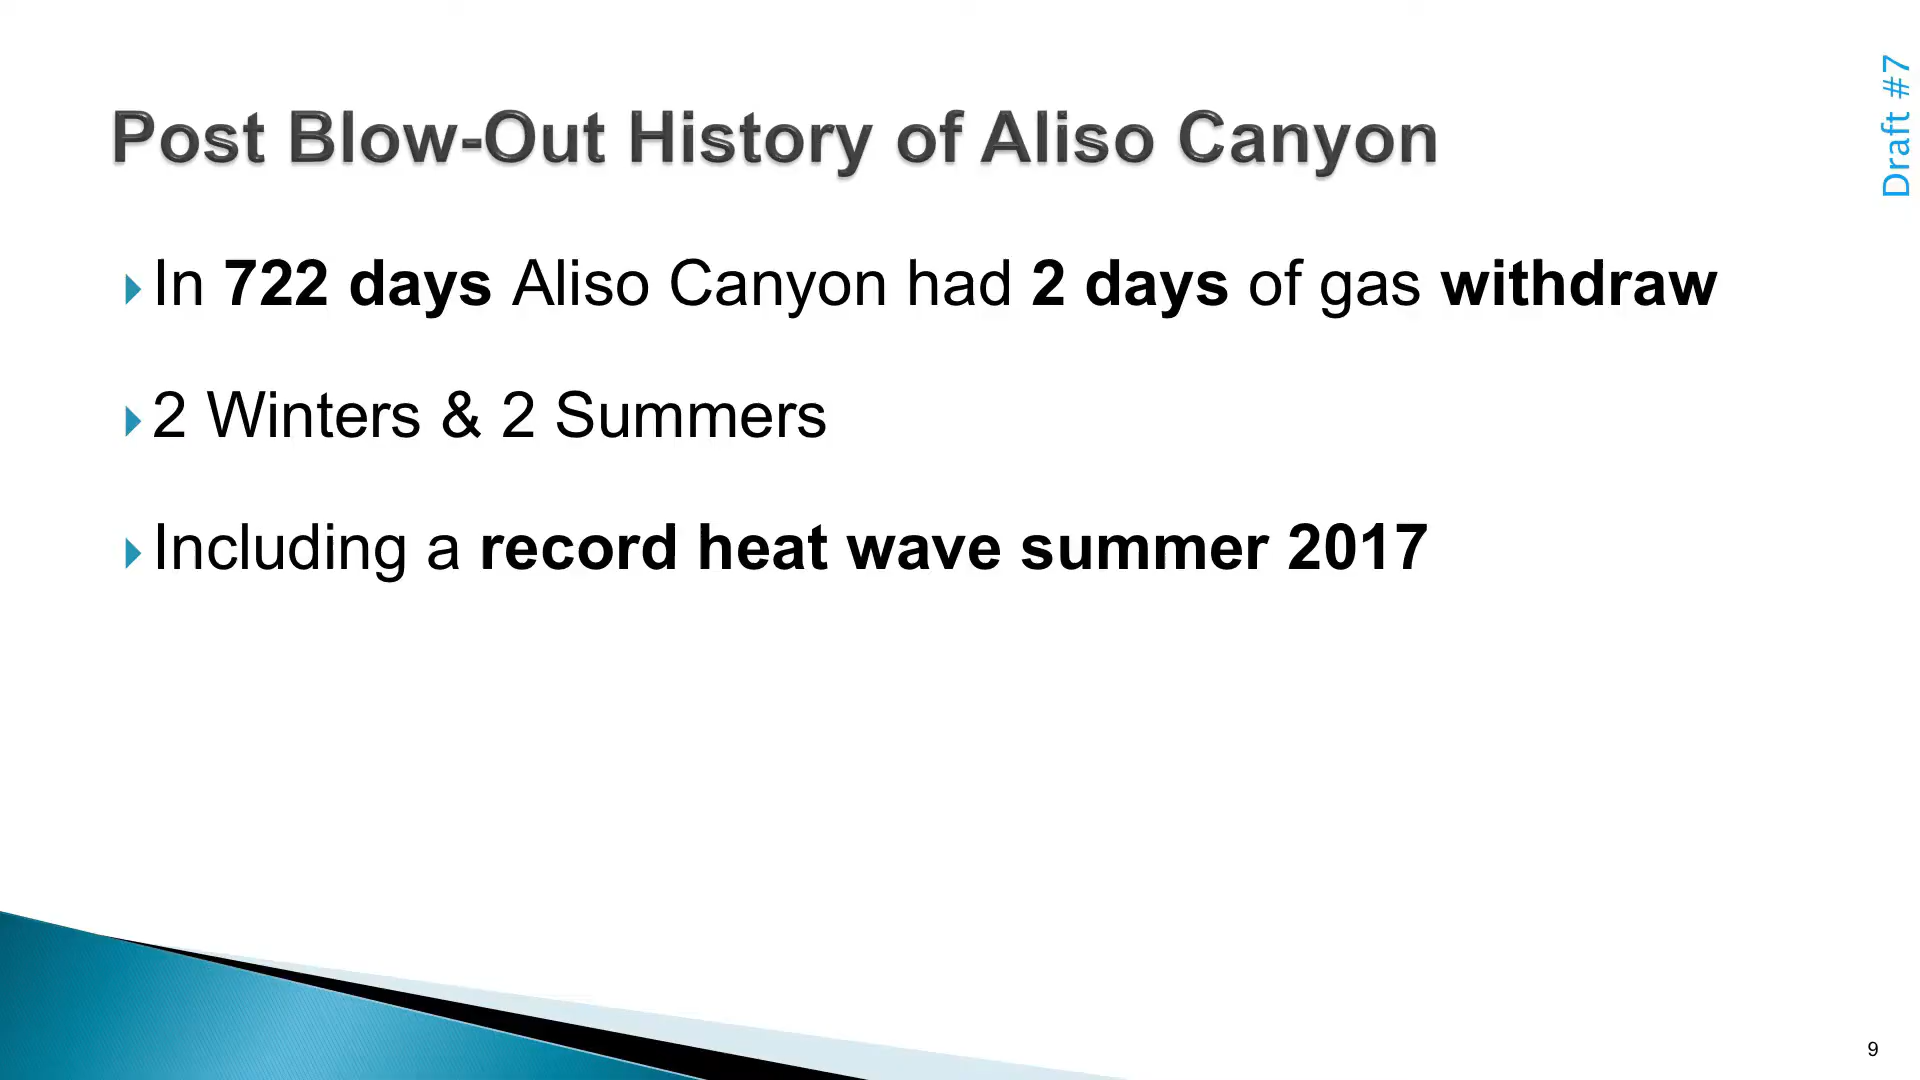 Draft #7
Post Blow-Out History of Aliso Canyon
In 722 days Aliso Canyon had 2 days of gas withdraw
2 Winters & 2 Summers
Including a record heat wave summer 2017
9